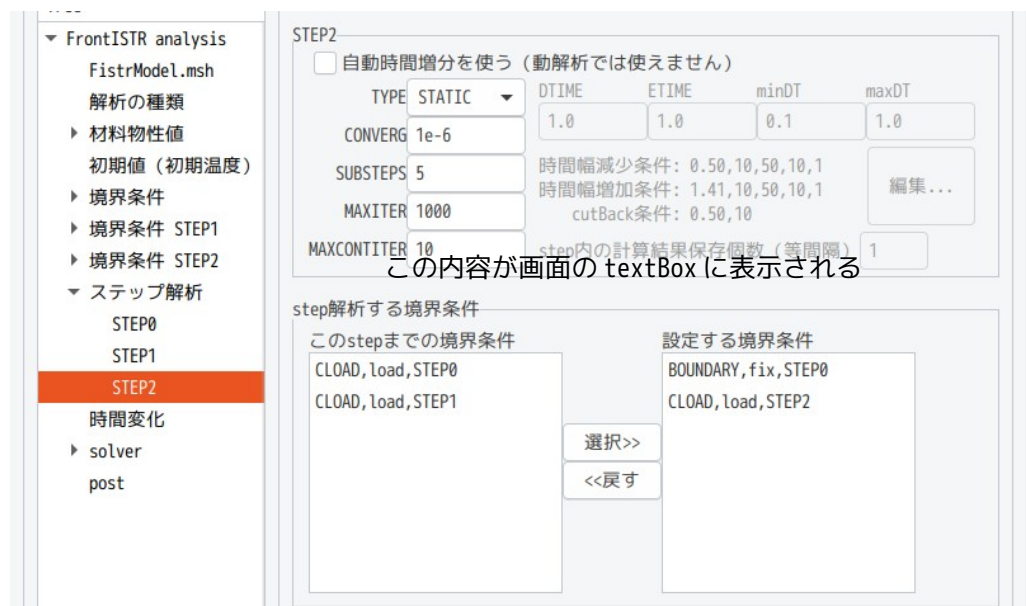 FrontISTR analysis
FistrModel.msh
解析の種類
材料物性値
初期値（初期温度）
境界条件
境界条件 STEP1
境界条件 STEP2
ステップ解析
STEP0
STEP1
STEP2
時間変化
solver
post
STEP2
自動時間増分を使う（動解析では使えません）
TYPE STATIC
CONVERG 1e-6
SUBSTEPS 5
MAXITER 1000
MAXCONTITER 10
DTIME ETIME minDT maxDT
1.0 1.0 0.1 1.0
時間幅減少条件: 0.50,10,50,10,1
時間幅増加条件: 1.41,10,50,10,1
cutBack条件: 0.50,10
編集...
step内の計算結果保存個数（等間隔） 1
この内容が画面の textBox に表示される
step解析する境界条件
このstepまでの境界条件
CLOAD,load,STEP0
CLOAD,load,STEP1
選択>>
<<戻す
設定する境界条件
BOUNDARY,fix,STEP0
CLOAD,load,STEP2